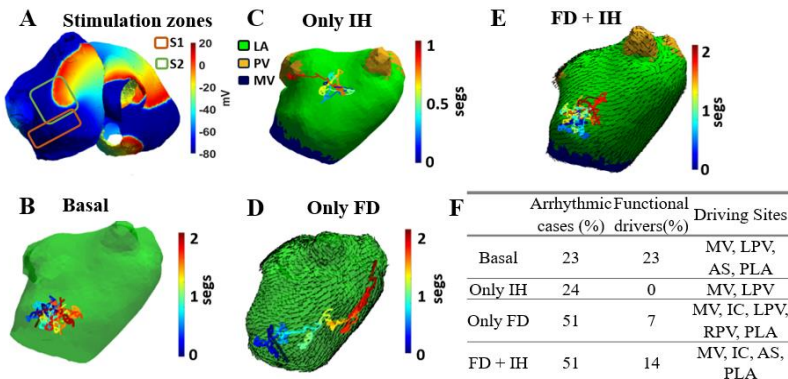 A Stimulation zones
S1
S2
20
0
-20
-40
-60
-80
mV
B Basal
2
1
0
segs
C Only IH
LA
PV
MV
1
0.5
0
segs
D Only FD
2
1
0
segs
E FD + IH
2
1
0
segs
F
Arrhythmic Functional Driving Sites
cases (%) drivers(%)
Basal 23 23 MV, LPV,
AS, PLA
Only IH 24 0 MV, LPV
Only FD 51 7 MV, IC, LPV,
RPV, PLA
FD + IH 51 14 MV, IC, AS,
PLA